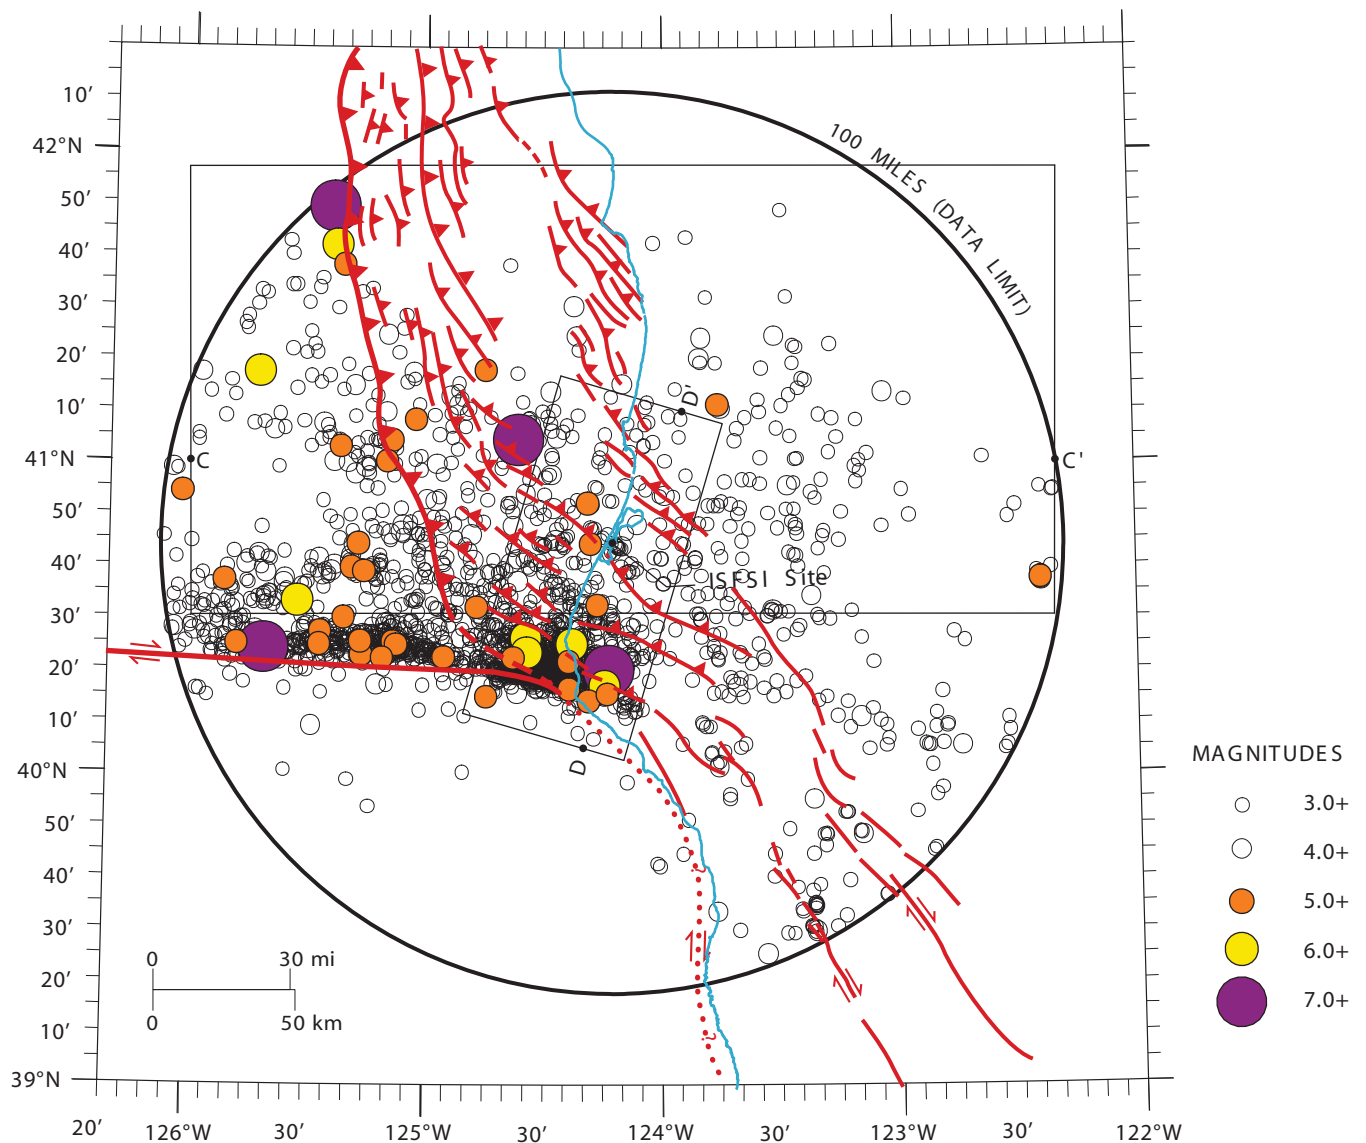 10′
42°N
50′
40′
30′
20′
10′
41°N
50′
40′
30′
20′
10′
40°N
50′
40′
30′
20′
10′
39°N
100 MILES (DATA LIMIT)
C
C'
D'
D
ISFSI Site
?
?
0 30 mi
0 50 km
MAGNITUDES
3.0+
4.0+
5.0+
6.0+
7.0+
20′ 126°W 30′ 125°W 30′ 124°W 30′ 123°W 30′ 122°W